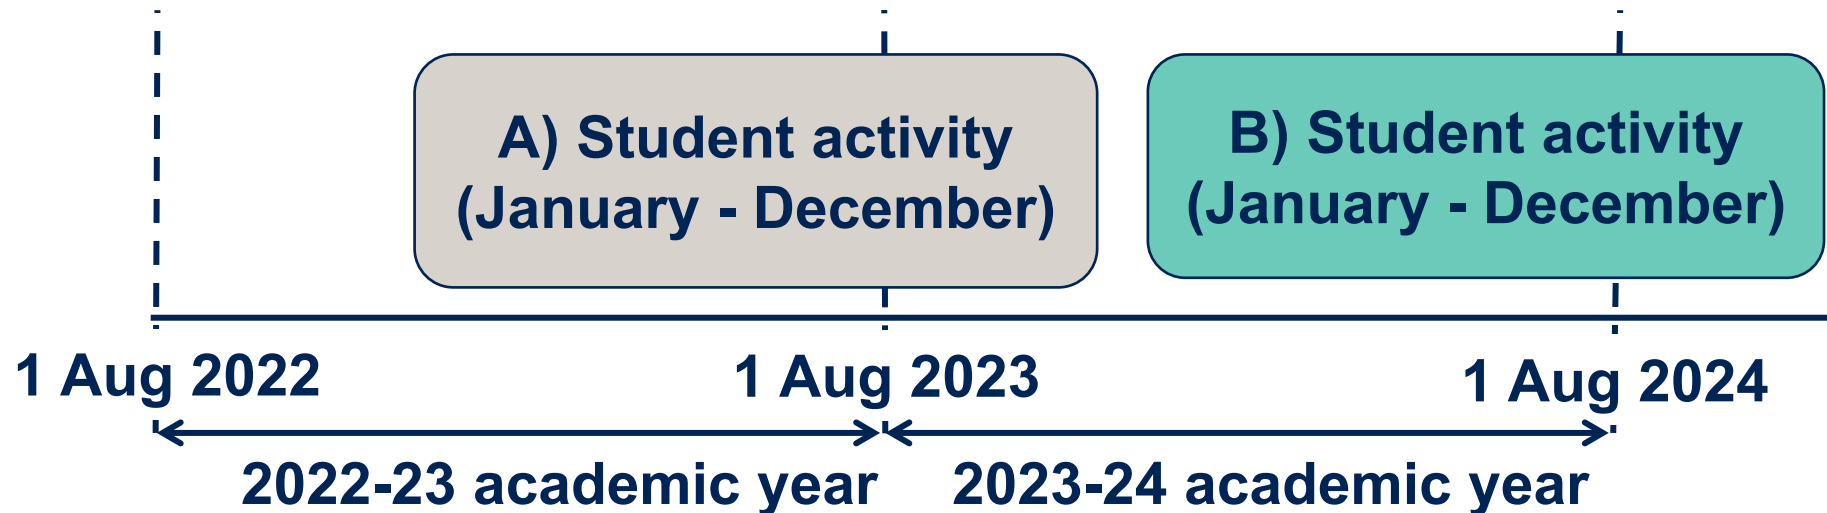 A) Student activity
(January - December)
B) Student activity
(January - December)
1 Aug 2022
1 Aug 2023
1 Aug 2024
2022-23 academic year
2023-24 academic year